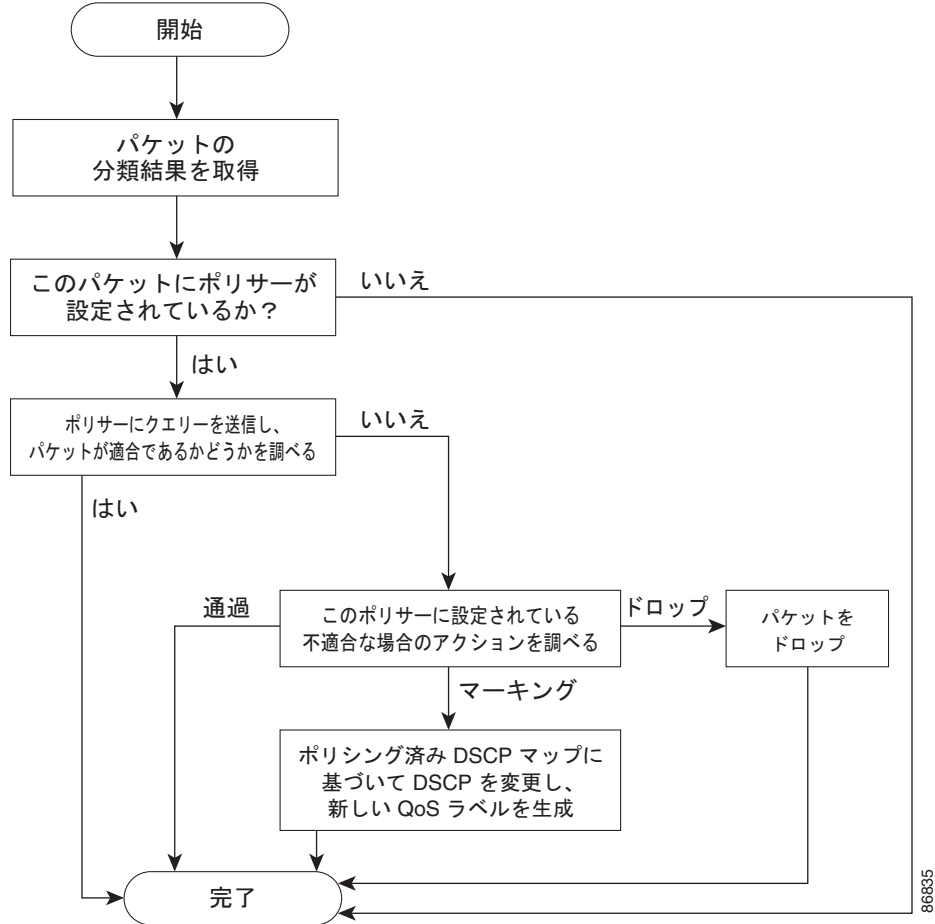 開始
パケットの
分類結果を取得
このパケットにポリサーが
設定されているか？
いいえ
はい
ポリサーにクエリーを送信し、
パケットが適合であるかどうかを調べる
いいえ
はい
通過
このポリサーに設定されている
不適合な場合のアクションを調べる
ドロップ
パケットを
ドロップ
マーキング
ポリシング済み DSCP マップに
基づいて DSCP を変更し、
新しい QoS ラベルを生成
完了
86835